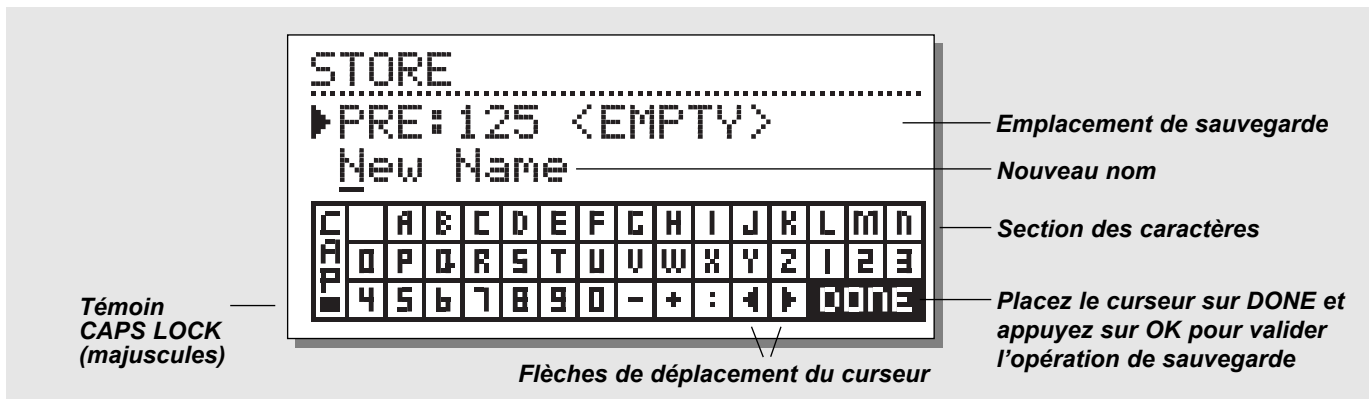 STORE
PRE:125 <EMPTY>
New Name
CAP
A B C D E F G H I J K L M N
O P Q R S T U V W X Y Z 1 2 3
4 5 6 7 8 9 0 - + : ◀ ▶ DONE
Emplacement de sauvegarde
Nouveau nom
Section des caractères
Placez le curseur sur DONE et
appuyez sur OK pour valider
l’opération de sauvegarde
Témoin
CAPS LOCK
(majuscules)
Flèches de déplacement du curseur